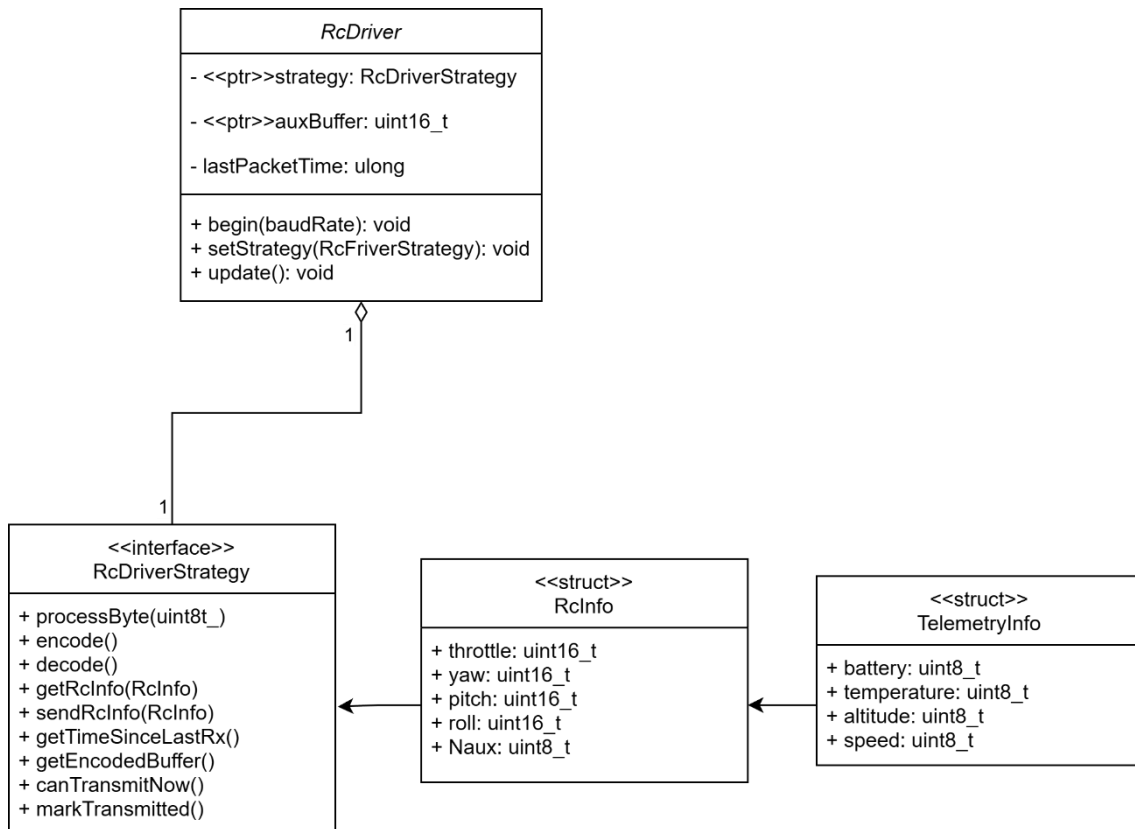 RcDriver
- <<ptr>>strategy: RcDriverStrategy
- <<ptr>>auxBuffer: uint16_t
- lastPacketTime: ulong
+ begin(baudRate): void
+ setStrategy(RcFriverStrategy): void
+ update(): void
1
1
<<interface>>
RcDriverStrategy
+ processByte(uint8t_)
+ encode()
+ decode()
+ getRcInfo(RcInfo)
+ sendRcInfo(RcInfo)
+ getTimeSinceLastRx()
+ getEncodedBuffer()
+ canTransmitNow()
+ markTransmitted()
<<struct>>
RcInfo
+ throttle: uint16_t
+ yaw: uint16_t
+ pitch: uint16_t
+ roll: uint16_t
+ Naux: uint8_t
<<struct>>
TelemetryInfo
+ battery: uint8_t
+ temperature: uint8_t
+ altitude: uint8_t
+ speed: uint8_t